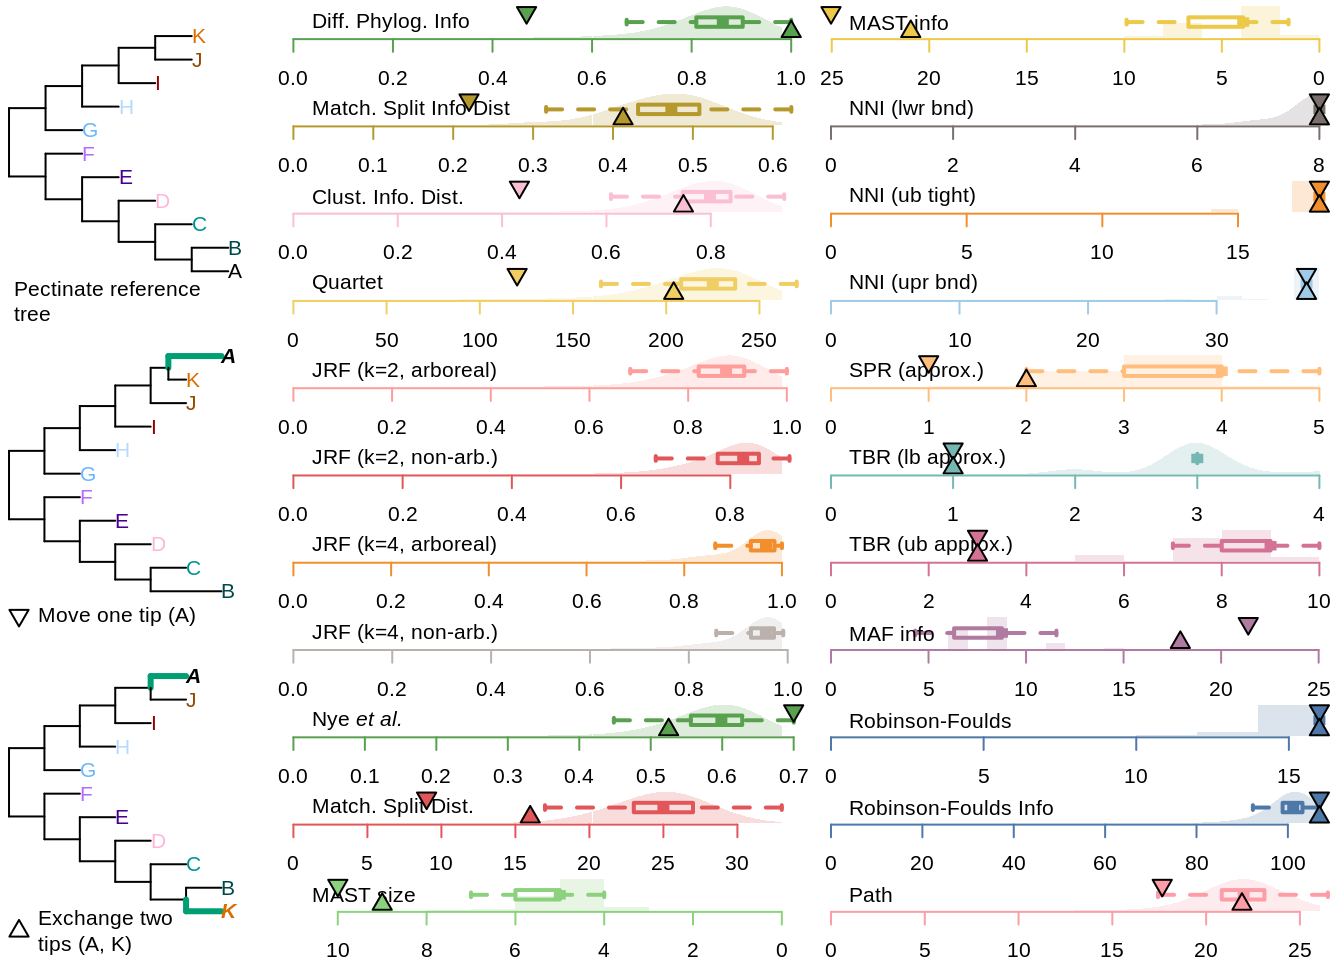 K
J
I
H
G
F
E
D
C
B
A
Pectinate reference
tree
A
K
J
I
H
G
F
E
D
C
B
Move one tip (A)
A
J
I
H
G
F
E
D
C
B
K
Exchange two
tips (A, K)
Diff. Phylog. Info
0.0 0.2 0.4 0.6 0.8 1.0
Match. Split Info Dist
0.0 0.1 0.2 0.3 0.4 0.5 0.6
Clust. Info. Dist.
0.0 0.2 0.4 0.6 0.8
Quartet
0 50 100 150 200 250
JRF (k=2, arboreal)
0.0 0.2 0.4 0.6 0.8 1.0
JRF (k=2, non-arb.)
0.0 0.2 0.4 0.6 0.8
JRF (k=4, arboreal)
0.0 0.2 0.4 0.6 0.8 1.0
JRF (k=4, non-arb.)
0.0 0.2 0.4 0.6 0.8 1.0
Nye et al.
0.0 0.1 0.2 0.3 0.4 0.5 0.6 0.7
Match. Split Dist.
0 5 10 15 20 25 30
MAST size
10 8 6 4 2 0
MAST info
25 20 15 10 5 0
NNI (lwr bnd)
0 2 4 6 8
NNI (ub tight)
0 5 10 15
NNI (upr bnd)
0 10 20 30
SPR (approx.)
0 1 2 3 4 5
TBR (lb approx.)
0 1 2 3 4
TBR (ub approx.)
0 2 4 6 8 10
MAF info
0 5 10 15 20 25
Robinson-Foulds
0 5 10 15
Robinson-Foulds Info
0 20 40 60 80 100
Path
0 5 10 15 20 25